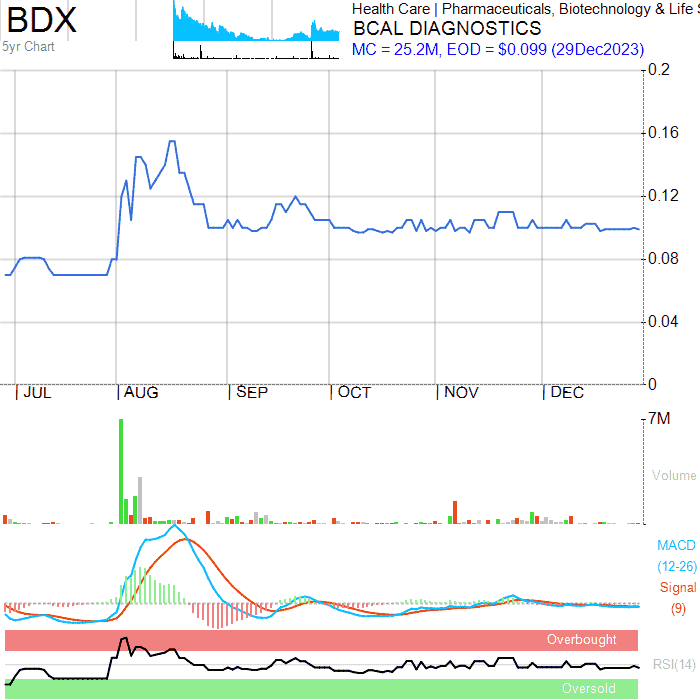 BDX
5yr Chart
Health Care | Pharmaceuticals, Biotechnology & Life
BCAL DIAGNOSTICS
MC = 25.2M, EOD = $0.099 (29Dec2023)
0.2
0.16
0.12
0.08
0.04
0
JUL AUG SEP OCT NOV DEC
7M
Volume
MACD
(12-26)
Signal
(9)
Overbought
RSI(14)
Oversold